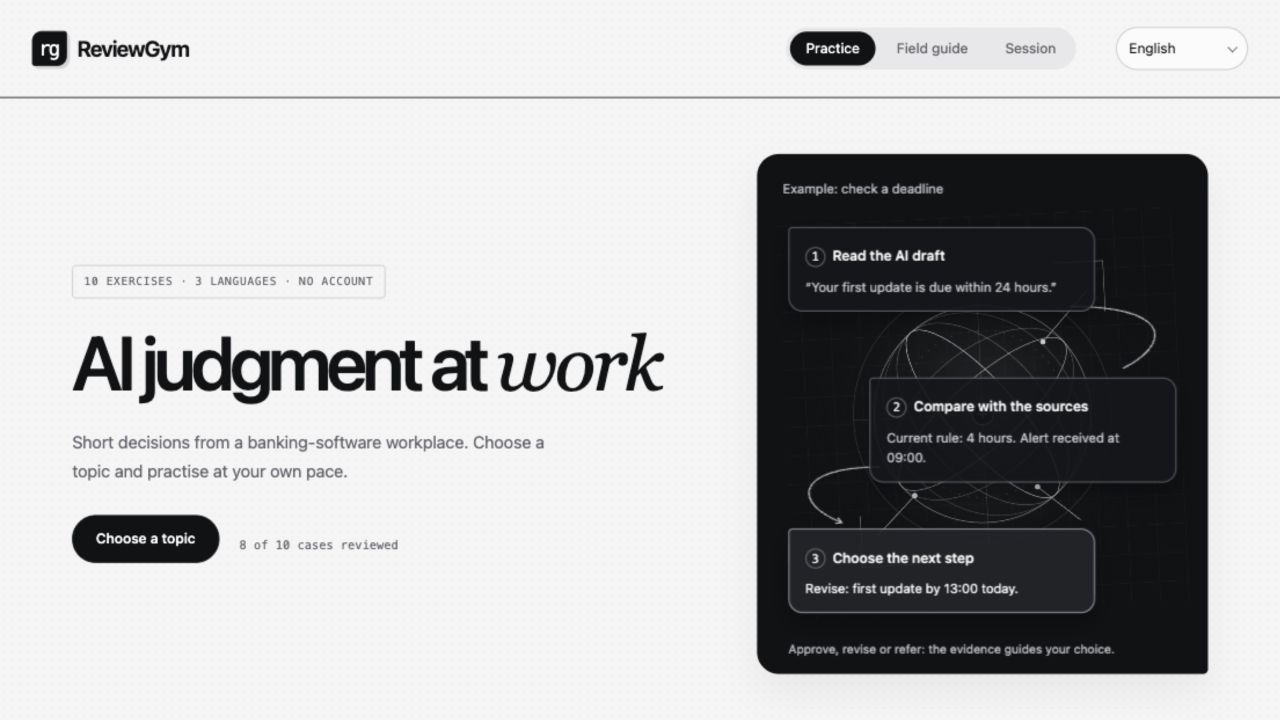 rg ReviewGym
Practice Field guide Session English
10 EXERCISES · 3 LANGUAGES · NO ACCOUNT
AI judgment at work
Short decisions from a banking-software workplace. Choose a
topic and practise at your own pace.
Choose a topic 8 of 10 cases reviewed
Example: check a deadline
1 Read the AI draft
“Your first update is due within 24 hours.”
2 Compare with the sources
Current rule: 4 hours. Alert received at
09:00.
3 Choose the next step
Revise: first update by 13:00 today.
Approve, revise or refer: the evidence guides your choice.